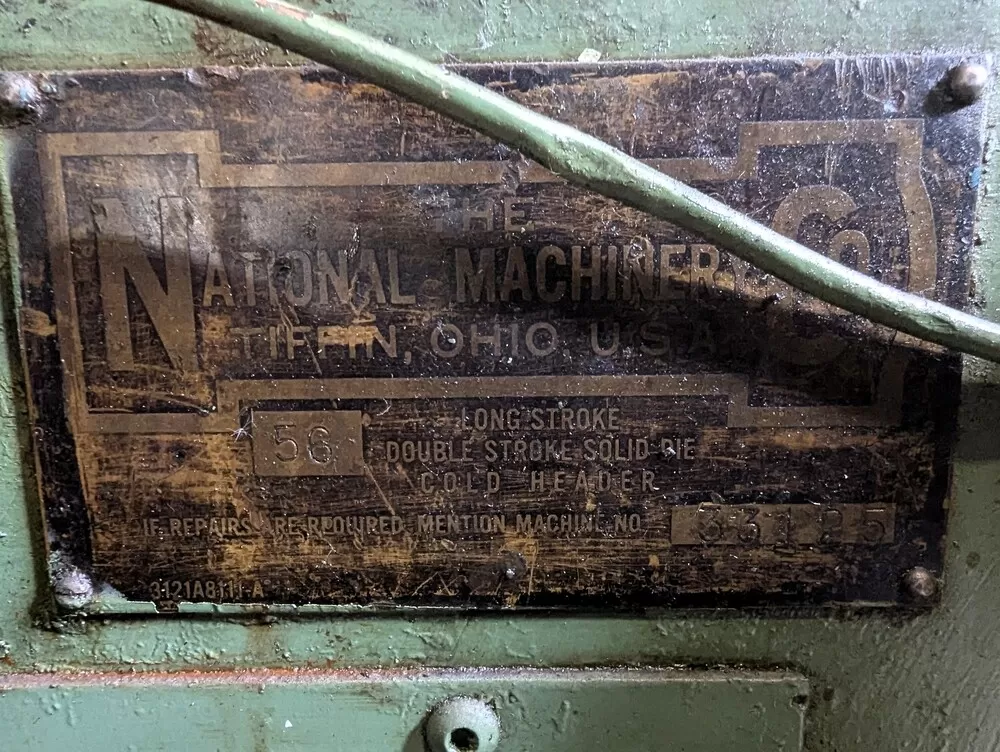 THE
NATIONAL MACHINERY Co
TIFFIN, OHIO, U.S.A.
56
LONG STROKE
DOUBLE STROKE SOLID DIE
COLD HEADER
IF REPAIRS ARE REQUIRED, MENTION MACHINE NO.
3121A8111-A